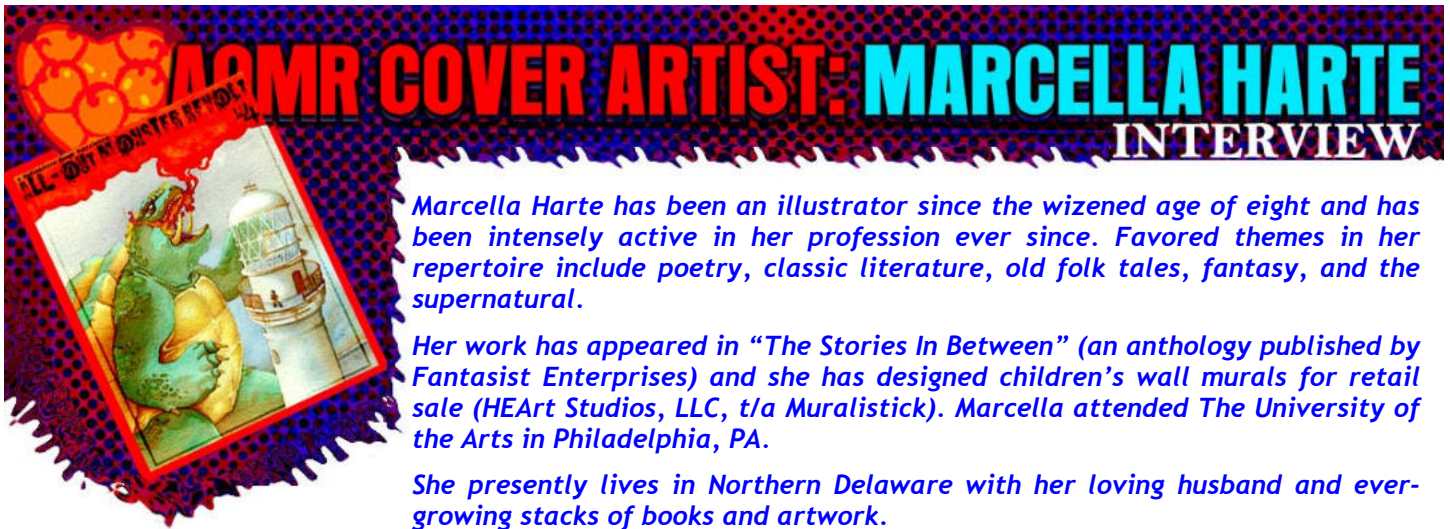 AOMR COVER ARTIST: MARCELLA HARTE
INTERVIEW
ALL-OUT MONSTER REVOLT
Marcella Harte has been an illustrator since the wizened age of eight and has
been intensely active in her profession ever since. Favored themes in her
repertoire include poetry, classic literature, old folk tales, fantasy, and the
supernatural.
Her work has appeared in “The Stories In Between” (an anthology published by
Fantasist Enterprises) and she has designed children’s wall murals for retail
sale (HEArt Studios, LLC, t/a Muralistick). Marcella attended The University of
the Arts in Philadelphia, PA.
She presently lives in Northern Delaware with her loving husband and ever-
growing stacks of books and artwork.